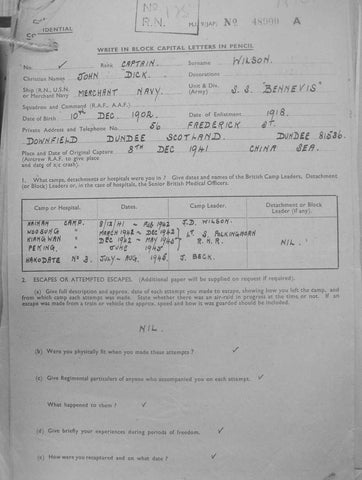 NO
R.N.
M.I.9/JAP/ No 48000 A
IDENTIAL
WRITE IN BLOCK CAPITAL LETTERS IN PENCIL
No. ✓ Rank CAPTAIN. Surname WILSON.
Christian Names JOHN DICK. Decorations
Ship (R.N., U.S.N. or Merchant Navy MERCHANT NAVY. Unit & Div. (Army) S.S. "BENNEVIS"
Squadron and Command (R.A.F., A.A.F.)
Date of Birth 10TH DEC 1902. Date of Enlistment 1918.
Private Address and Telephone No. 56 FREDERICK ST.
DOWNFIELD DUNDEE SCOTLAND. DUNDEE 81586.
Place and Date of Original Capture 8TH DEC 1941 CHINA SEA.
(Aircrew R.A.F. to give place
and date of a/c crash).
1. What camps, detachments or hospitals were you in ? Give dates and names of the British Camp Leaders, Detachment
(or Block) Leaders or, in the case of hospitals, the Senior British Medical Officers.
Camp or Hospital. Dates. Camp Leader. Detachment or Block Leader (if any).
HAINAN CAMP. 8/12/41 - FEB 1942 J.D. WILSON.
WOOSUNG " MARCH 1942 - DEC 1942 LT S. POLKINGHORN
KIANGWAN " DEC 1942 - MAY 1945 R.N.R. NIL.
PEKING. " JUNE 1945
HAKODATE No 3. JULY - AUG. 1945. J. BECK.
2. ESCAPES OR ATTEMPTED ESCAPES. (Additional paper will be supplied on request if required).
(a) Give full description and approx. date of each attempt you made to escape, showing how you left the camp, and
from which camp each attempt was made. State whether there was an air-raid in progress at the time, or not. If an
escape was made from a train or vehicle the approx. speed and how it was guarded should be included.
NIL.
(b) Were you physically fit when you made these attempts ? ✓
(c) Give Regimental particulars of anyone who accompanied you on each attempt. ✓
What happened to them ? ✓
(d) Give briefly your experiences during periods of freedom. ✓
(e) How were you recaptured and on what date ? ✓